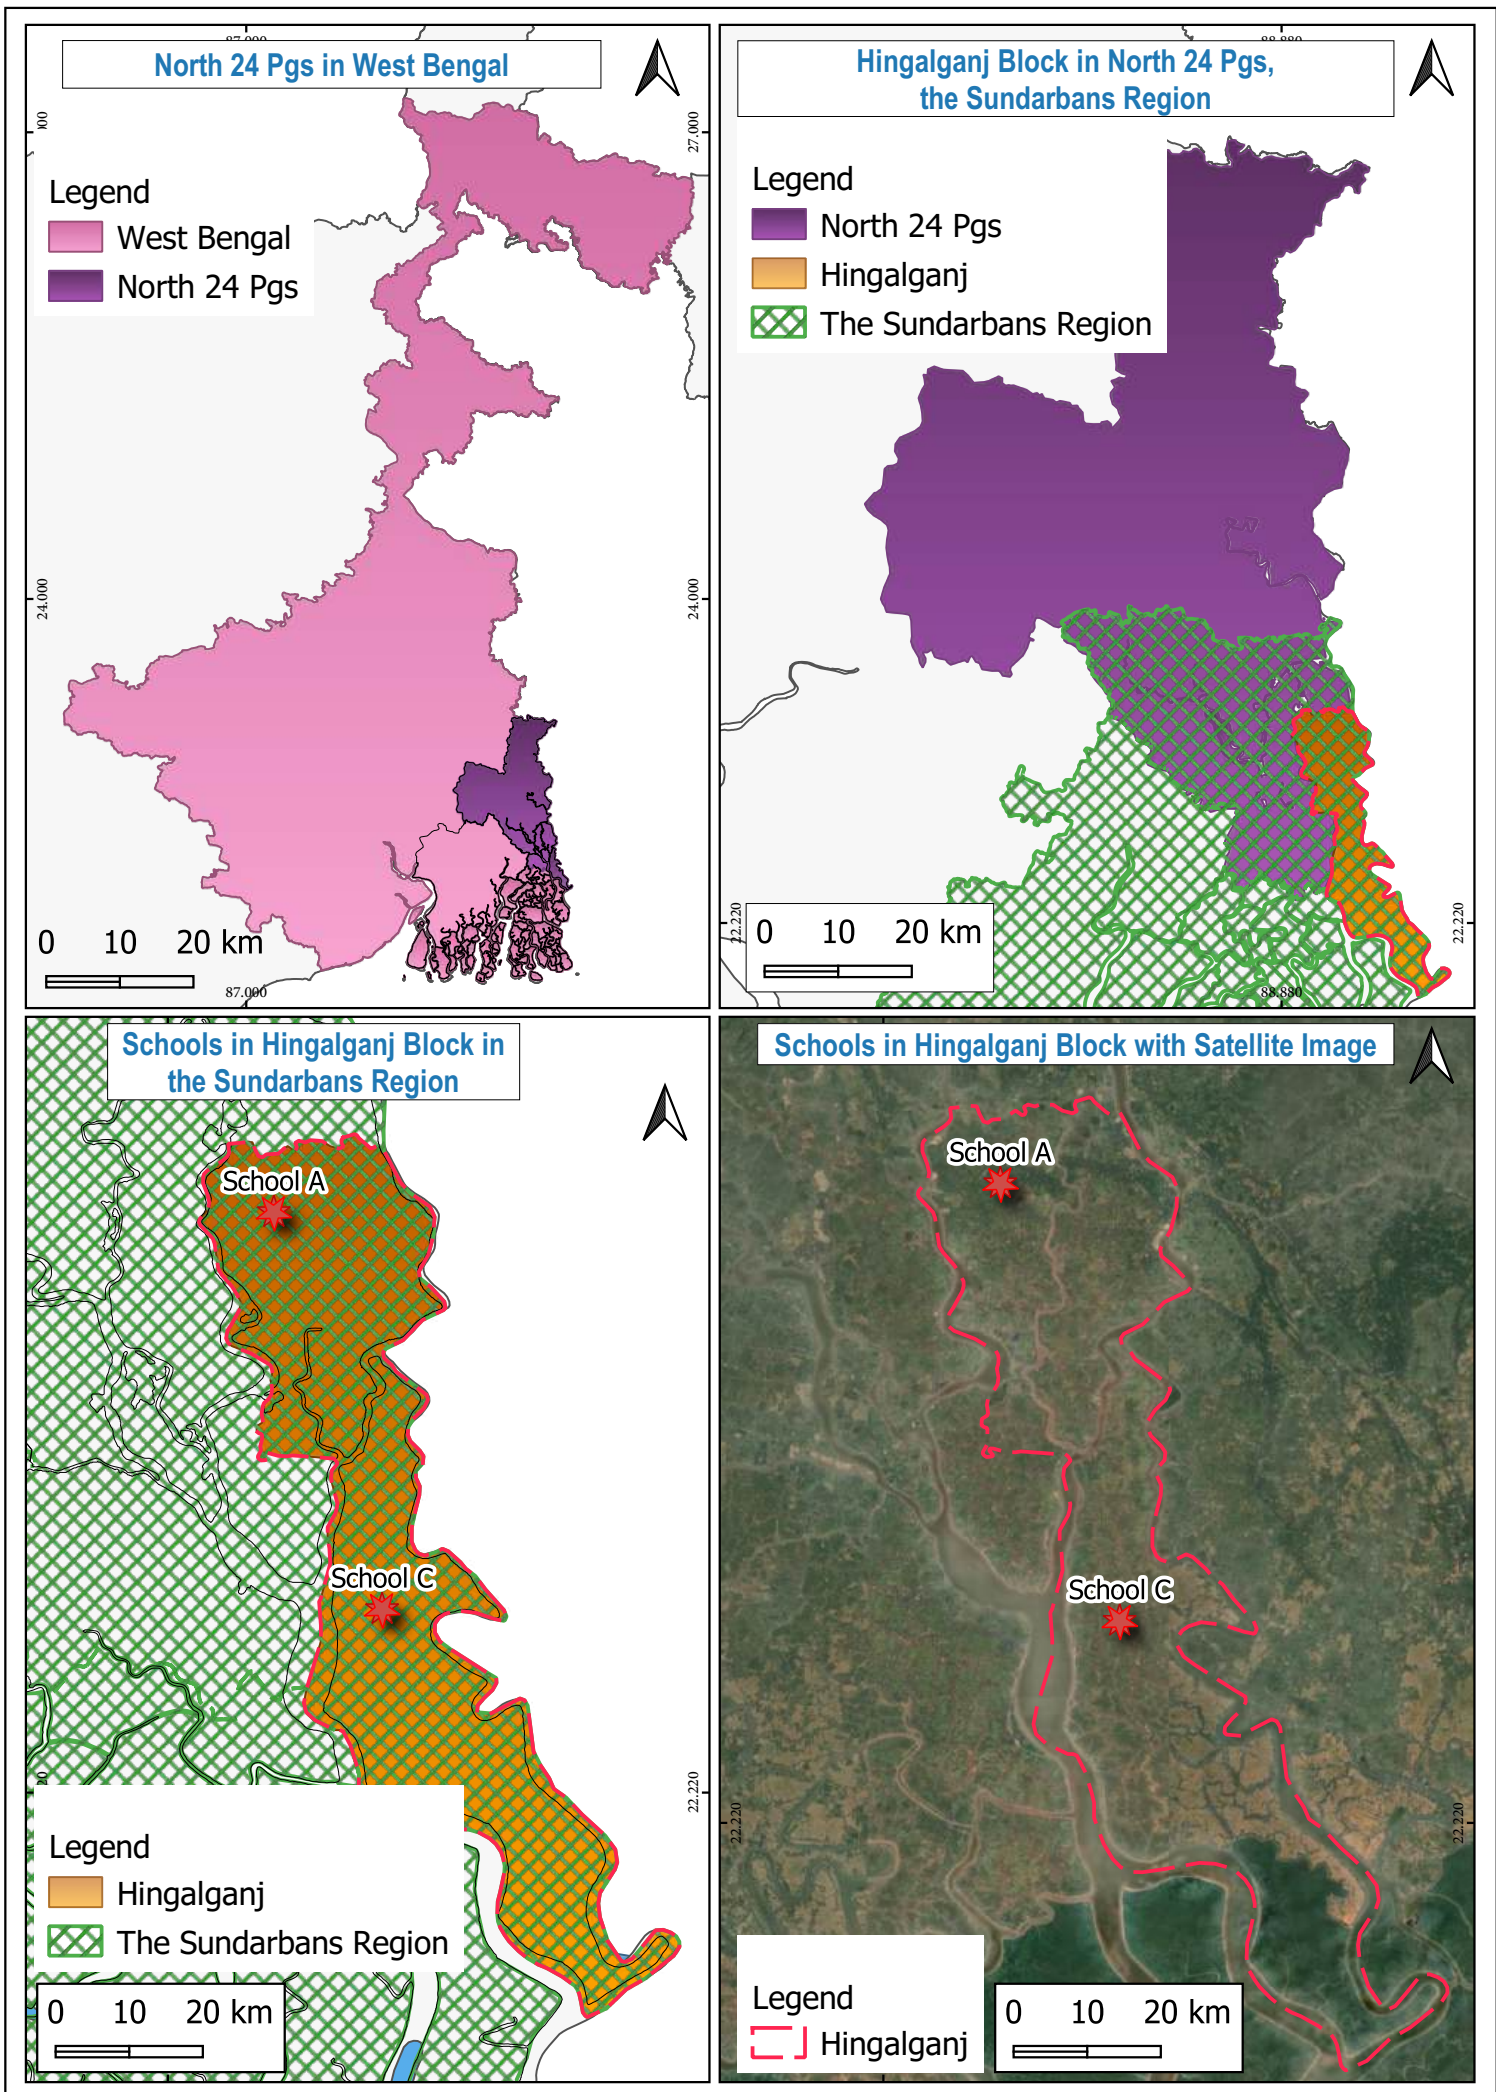 North 24 Pgs in West Bengal
27.000
24.000
24.000
87.000
Legend
West Bengal
North 24 Pgs
0 10 20 km
Hingalganj Block in North 24 Pgs,
the Sundarbans Region
Legend
North 24 Pgs
Hingalganj
The Sundarbans Region
22.220
22.220
88.880
0 10 20 km
Schools in Hingalganj Block in
the Sundarbans Region
School A
School C
22.220
Legend
Hingalganj
The Sundarbans Region
0 10 20 km
Schools in Hingalganj Block with Satellite Image
School A
School C
22.220
22.220
Legend
Hingalganj
0 10 20 km